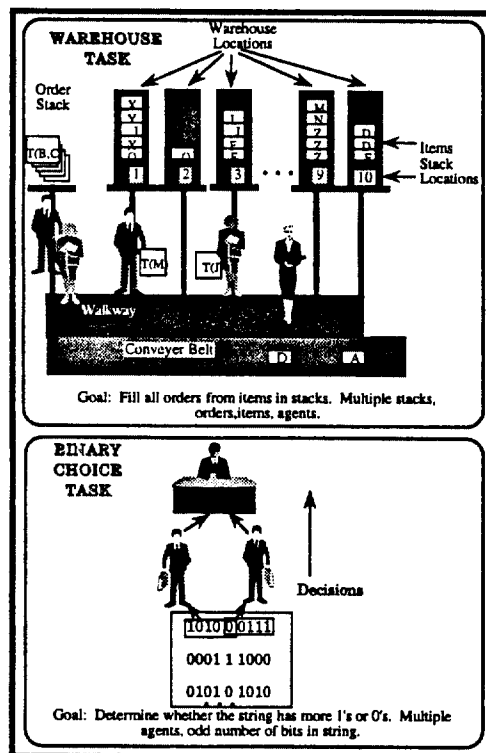 WAREHOUSE
TASK
Warehouse
Locations
Order
Stack
T(B,C)
X
Y
J
X
O
1
O
2
L
J
F
F
3
...
M
N
Z
Z
Z
9
D
D
F
10
Items
Stack
Locations
T(M)
T(J
Walkway
Conveyer Belt
D
A
Goal: Fill all orders from items in stacks. Multiple stacks,
orders,items, agents.
BINARY
CHOICE
TASK
Decisions
1010 0 0111
0001 1 1000
0101 0 1010
Goal: Determine whether the string has more 1's or 0's. Multiple
agents, odd number of bits in string.